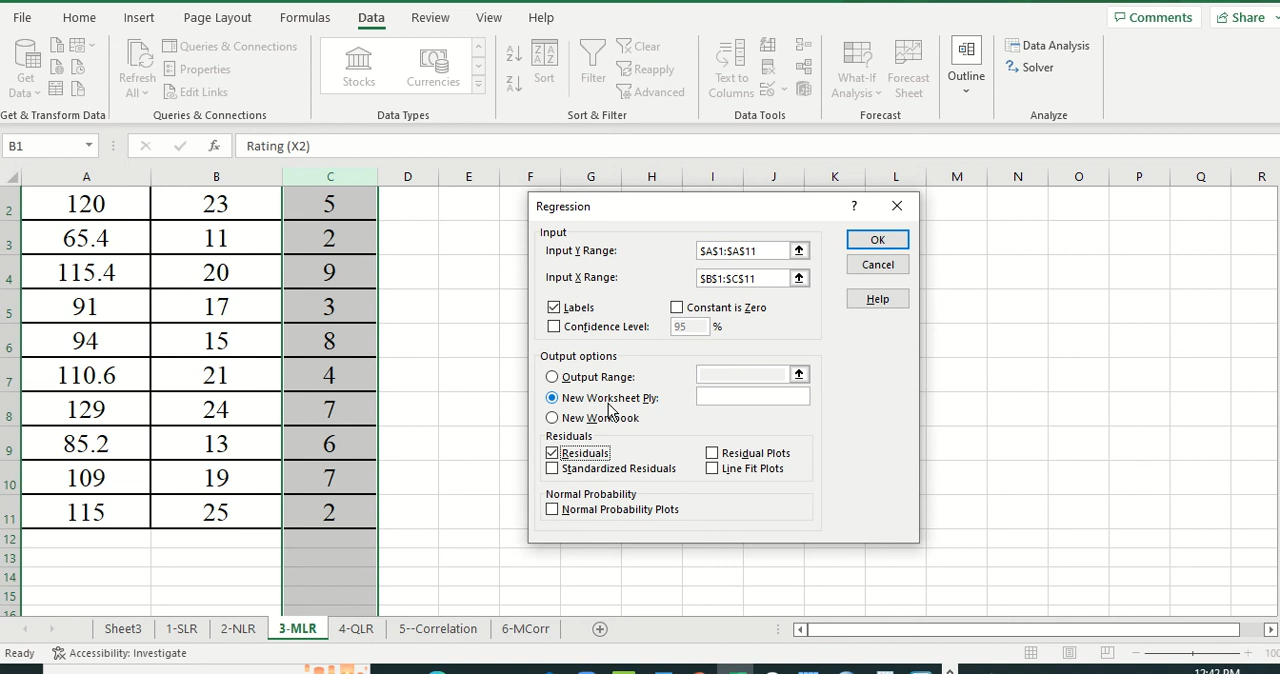 File Home Insert Page Layout Formulas Data Review View Help Comments Share
Get Data Refresh All Queries & Connections Properties Edit Links Stocks Currencies Sort Filter Clear Reapply Advanced Text to Columns What-If Analysis Forecast Sheet Outline Data Analysis Solver
Get & Transform Data Queries & Connections Data Types Sort & Filter Data Tools Forecast Analyze
B1 fx Rating (X2)
A B C D E F G H I J K L M N O P Q R
2 120 23 5
3 65.4 11 2
4 115.4 20 9
5 91 17 3
6 94 15 8
7 110.6 21 4
8 129 24 7
9 85.2 13 6
10 109 19 7
11 115 25 2
12
13
14
15
16
Regression ?
Input
Input Y Range: $A$1:$A$11
Input X Range: $B$1:$C$11
Labels Constant is Zero
Confidence Level: 95 %
OK
Cancel
Help
Output options
Output Range:
New Worksheet Ply:
New Workbook
Residuals
Residuals Residual Plots
Standardized Residuals Line Fit Plots
Normal Probability
Normal Probability Plots
Sheet3 1-SLR 2-NLR 3-MLR 4-QLR 5--Correlation 6-MCorr
Ready Accessibility: Investigate
12:42 PM